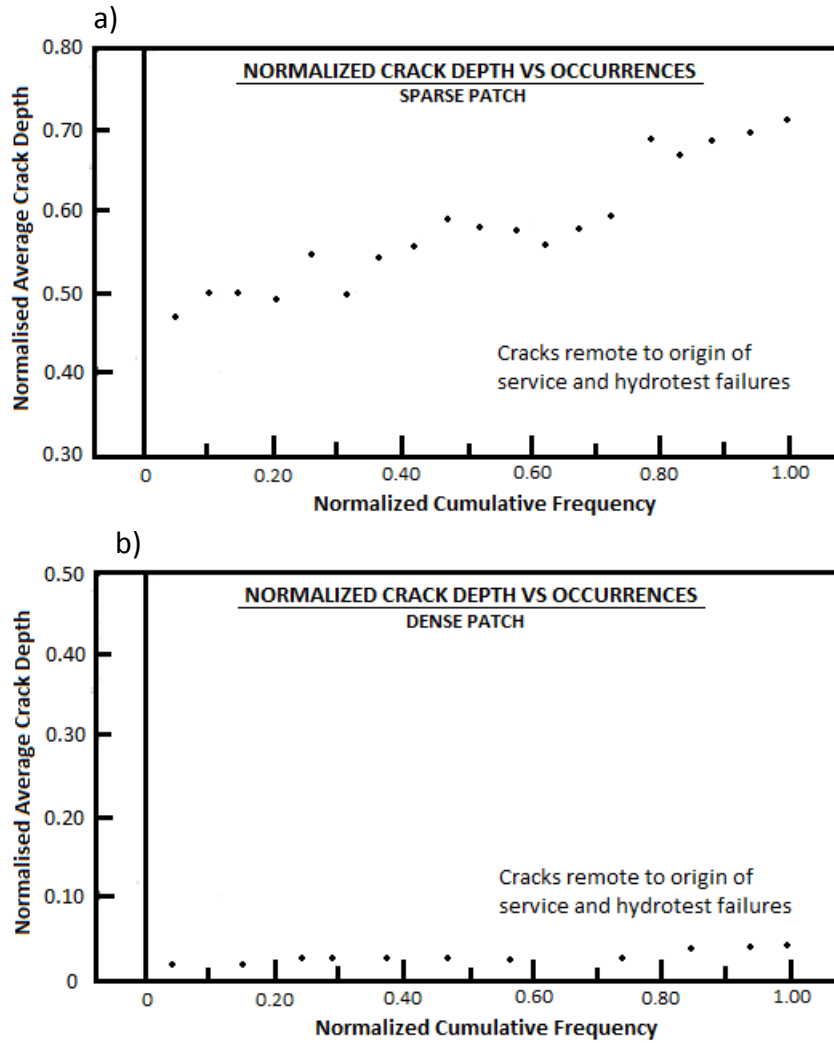 a)
0.80
NORMALIZED CRACK DEPTH VS OCCURRENCES
SPARSE PATCH
0.70
0.60
0.50
0.40
0.30
Normalised Average Crack Depth
Cracks remote to origin of
service and hydrotest failures
0 0.20 0.40 0.60 0.80 1.00
Normalized Cumulative Frequency
b)
0.50
NORMALIZED CRACK DEPTH VS OCCURRENCES
DENSE PATCH
0.40
0.30
0.20
0.10
0
Normalised Average Crack Depth
Cracks remote to origin of
service and hydrotest failures
0 0.20 0.40 0.60 0.80 1.00
Normalized Cumulative Frequency